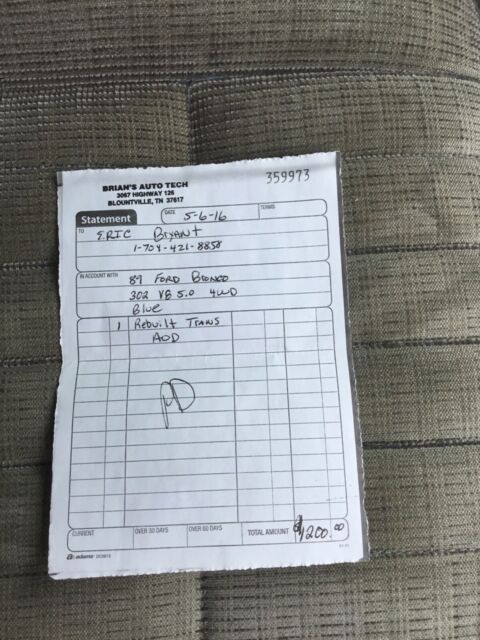 BRIAN'S AUTO TECH
3067 HIGHWAY 126
BLOUNTVILLE, TN 37617
359973
Statement
DATE 5-6-16
TERMS
TO ERIC Bryant
1-704-421-8858
IN ACCOUNT WITH 89 FORD Bronco
302 V8 5.0 4WD
Blue
1 Rebuilt Trans
AOD
CURRENT OVER 30 DAYS OVER 60 DAYS TOTAL AMOUNT $1200.00
adams